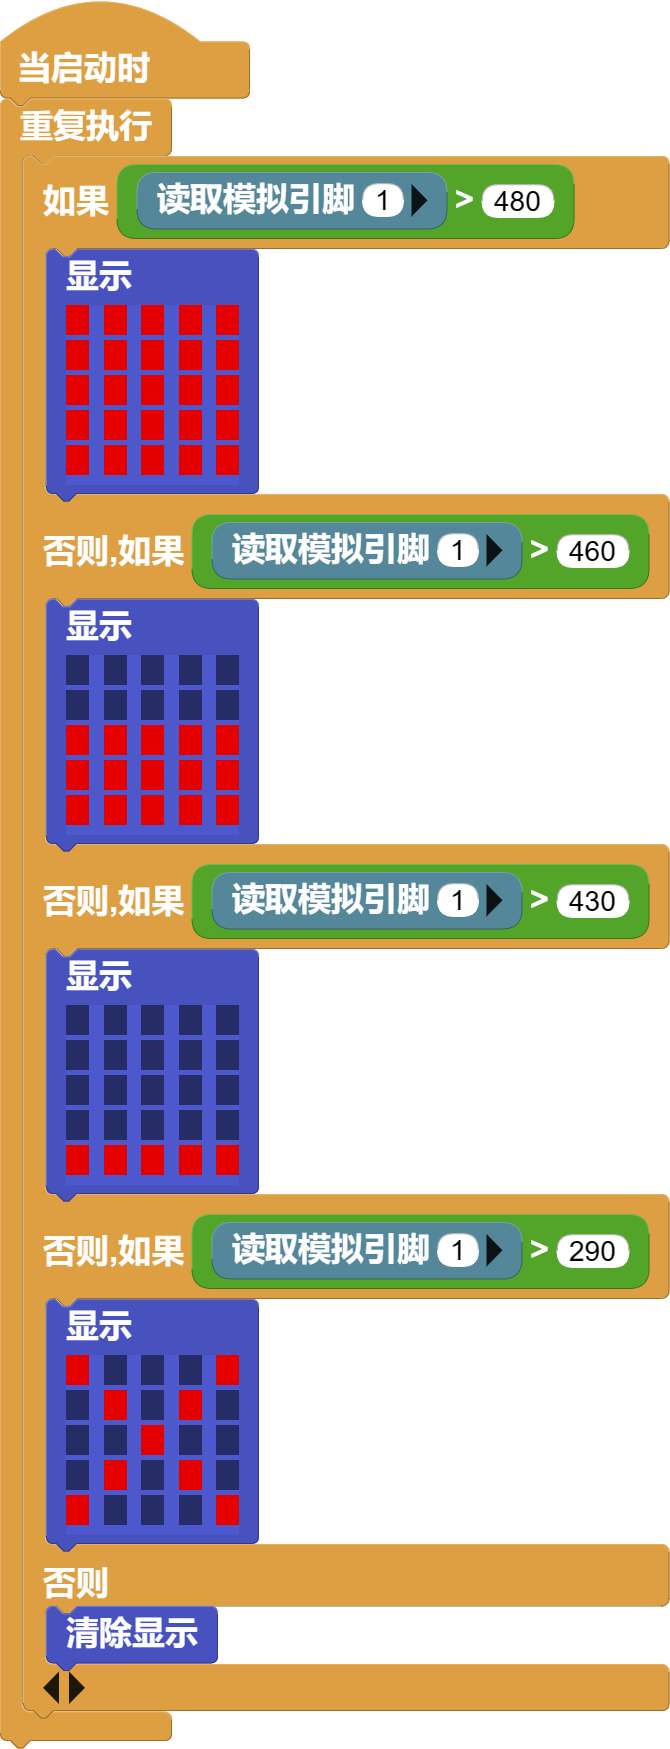 当启动时
重复执行
如果 读取模拟引脚 1 > 480
显示
否则,如果 读取模拟引脚 1 > 460
显示
否则,如果 读取模拟引脚 1 > 430
显示
否则,如果 读取模拟引脚 1 > 290
显示
否则
清除显示